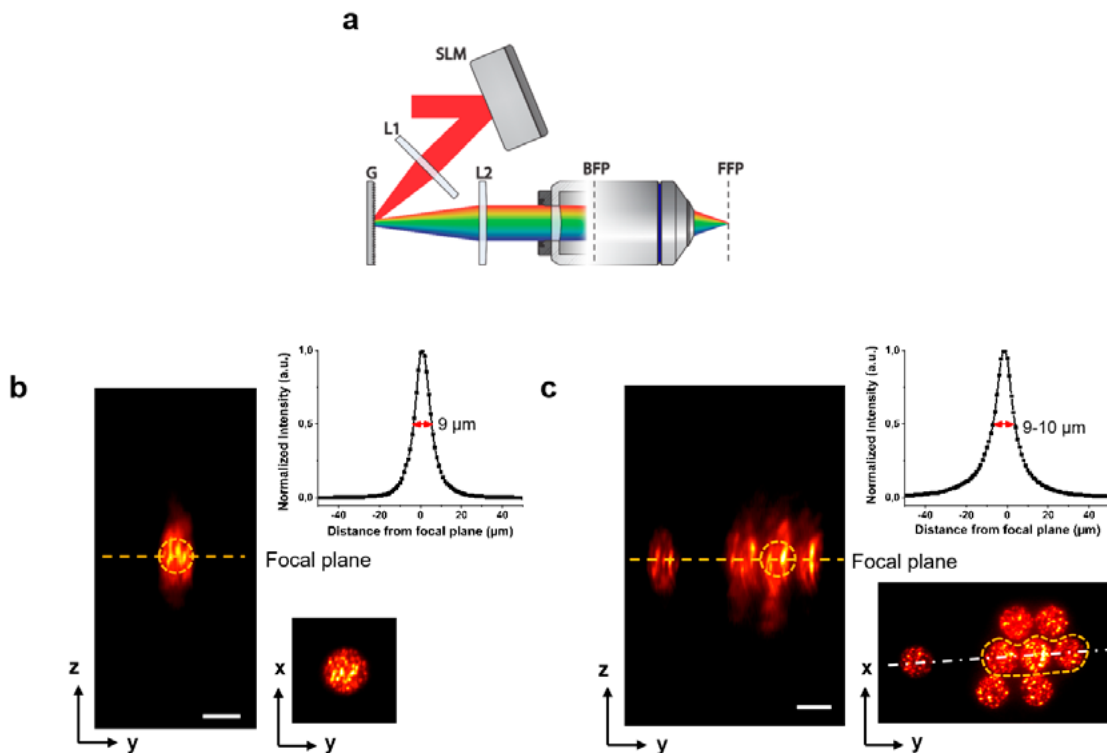 a
SLM
L1
G
L2
BFP
FFP
b
Normalized Intensity (a.u.)
1,0
0,5
0,0
9 µm
-40 -20 0 20 40
Distance from focal plane (µm)
Focal plane
z
y
x
y
c
Normalized Intensity (a.u.)
1,0
0,5
0,0
9-10 µm
-40 -20 0 20 40
Distance from focal plane (µm)
Focal plane
z
y
x
y